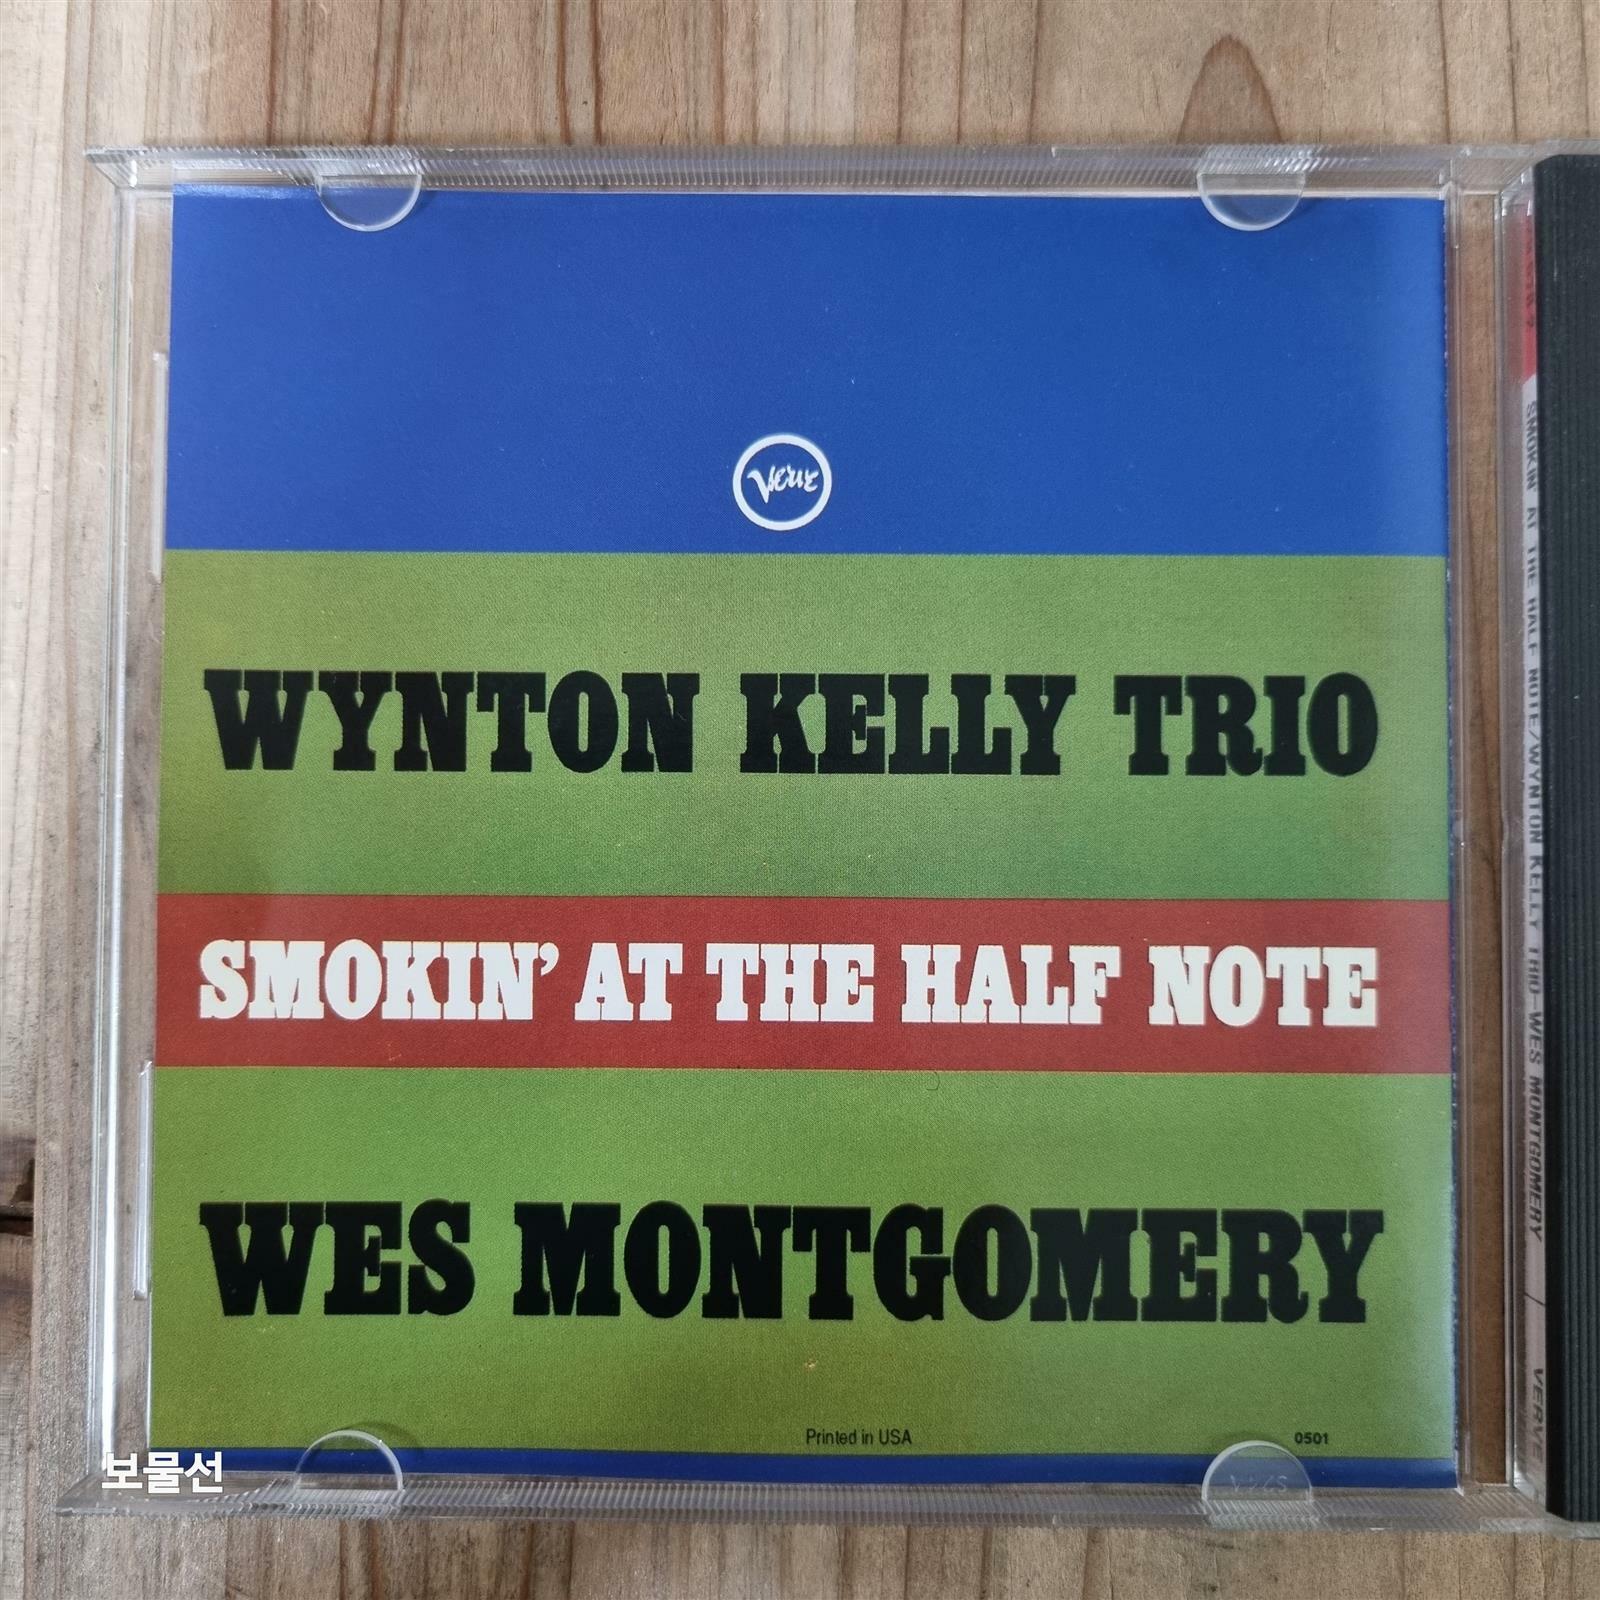 Verve
WYNTON KELLY TRIO
SMOKIN' AT THE HALF NOTE
WES MONTGOMERY
Printed in USA
0501
보물선
SMOKIN' AT THE HALF NOTE/WYNTON KELLY TRIO-WES MONTGOMERY / VERVE